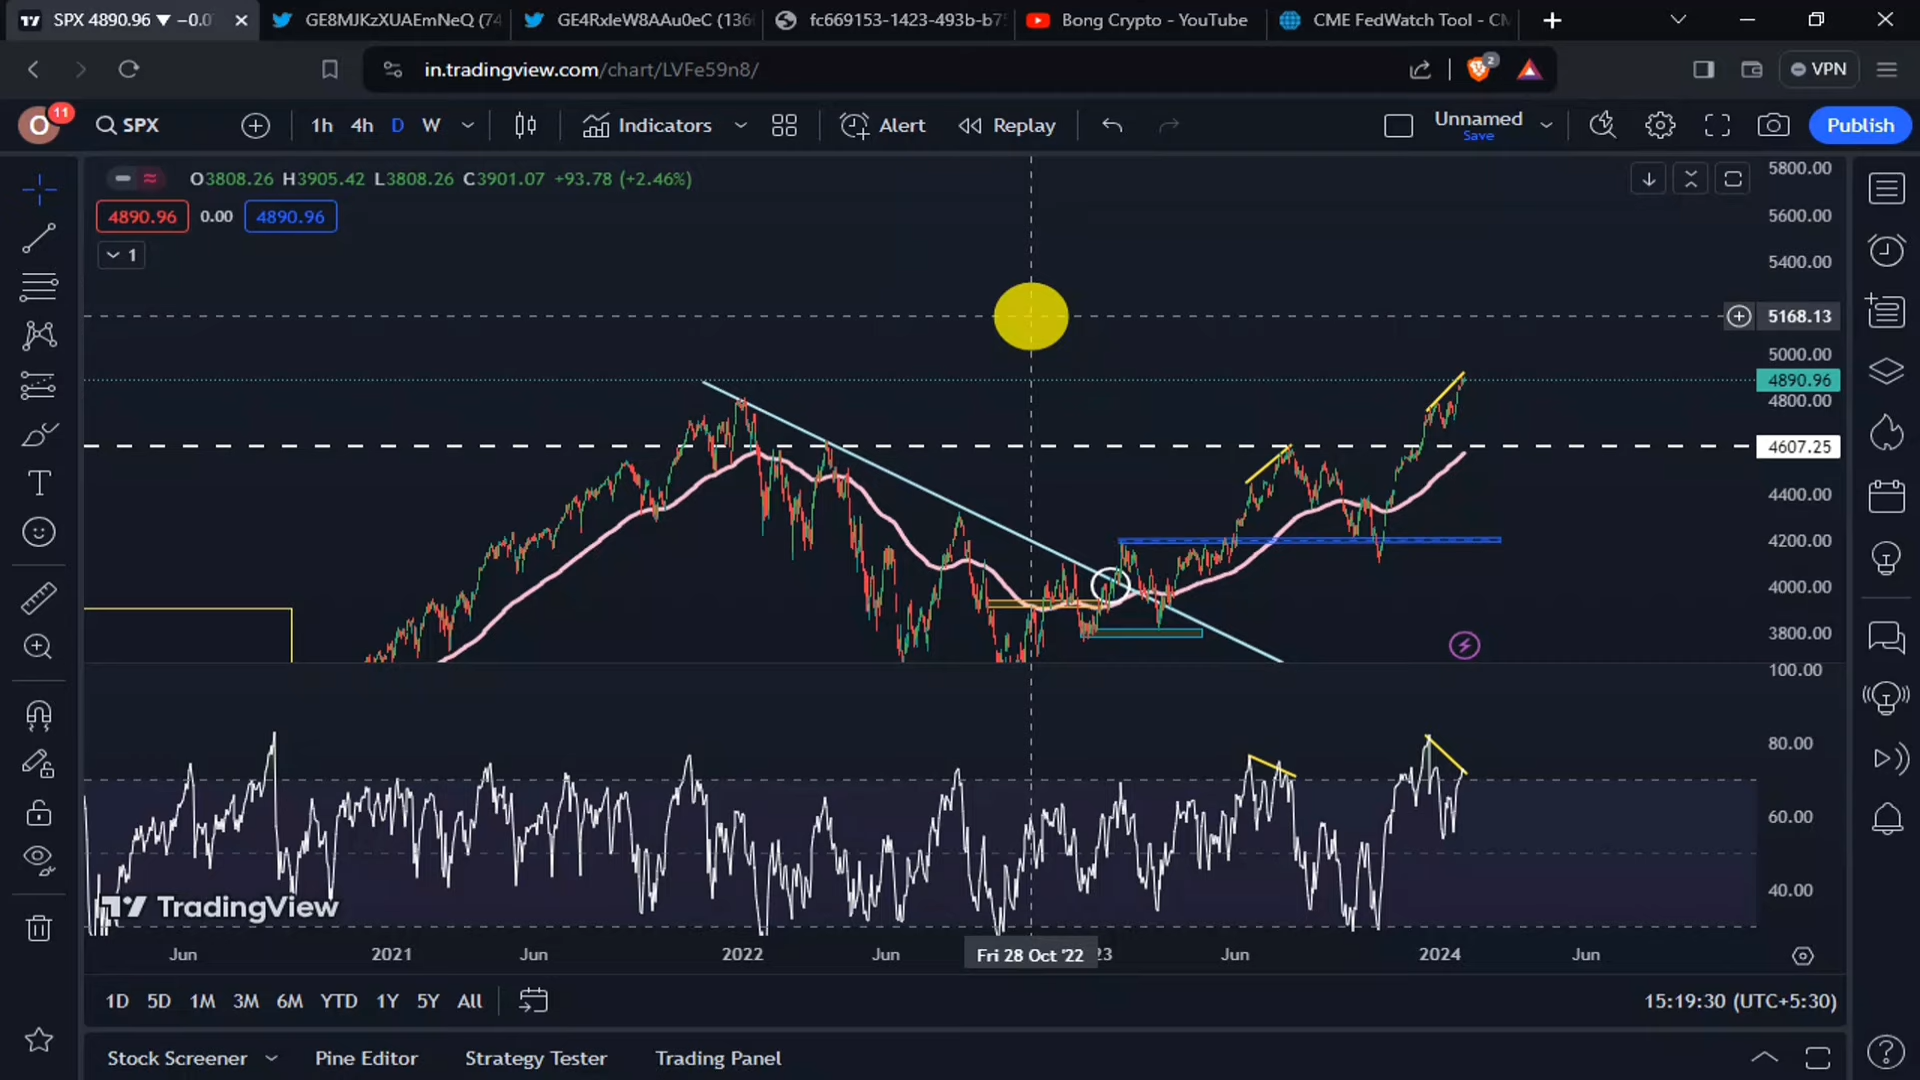 SPX 4890.96 ▼ −0.0
GE8MJKzXUAEmNeQ (74
GE4RxleW8AAu0eC (136
fc669153-1423-493b-b7
Bong Crypto - YouTube
CME FedWatch Tool - CM
in.tradingview.com/chart/LVFe59n8/
2
VPN
O
11
SPX
1h
4h
D
W
Indicators
Alert
Replay
Unnamed
Save
Publish
O3808.26 H3905.42 L3808.26 C3901.07 +93.78 (+2.46%)
4890.96
0.00
4890.96
1
5800.00
5600.00
5400.00
5168.13
5000.00
4890.96
4800.00
4607.25
4400.00
4200.00
4000.00
3800.00
100.00
80.00
60.00
40.00
TradingView
Jun
2021
Jun
2022
Jun
Fri 28 Oct '22
23
Jun
2024
Jun
1D
5D
1M
3M
6M
YTD
1Y
5Y
All
15:19:30 (UTC+5:30)
Stock Screener
Pine Editor
Strategy Tester
Trading Panel